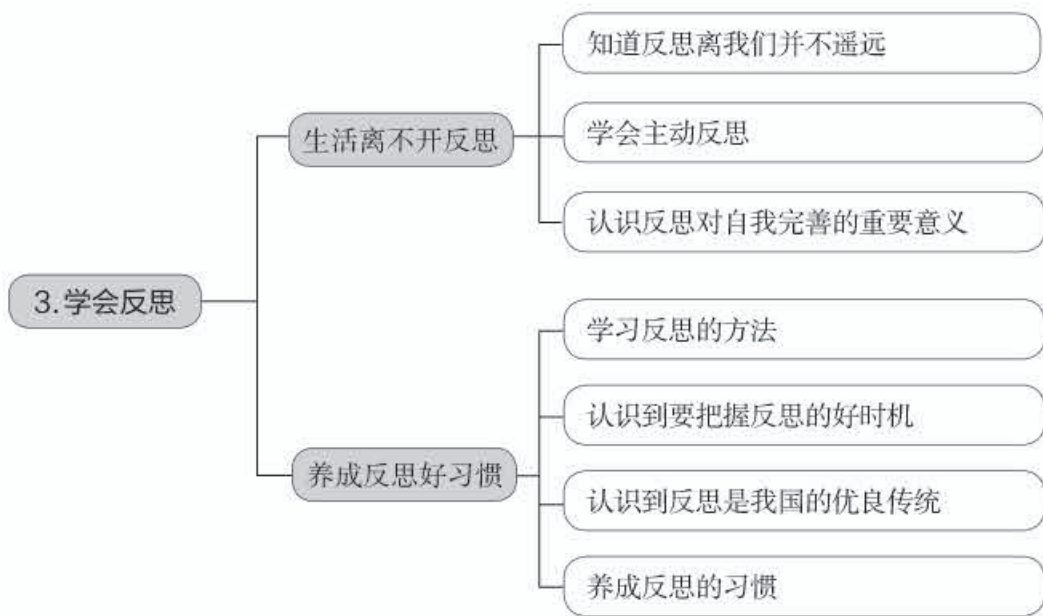 3.学会反思
生活离不开反思
知道反思离我们并不遥远
学会主动反思
认识反思对自我完善的重要意义
养成反思好习惯
学习反思的方法
认识到要把握反思的好时机
认识到反思是我国的优良传统
养成反思的习惯